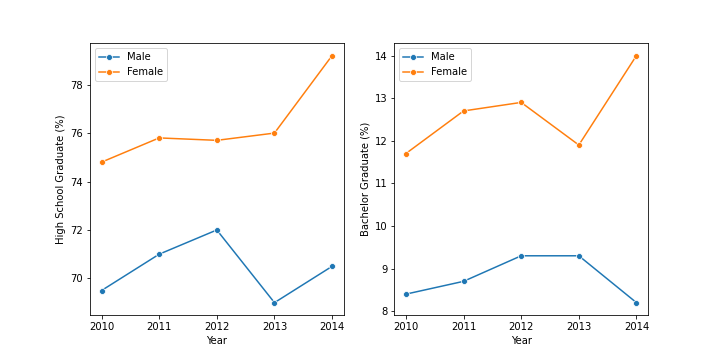 Male
Female
High School Graduate (%)
78
76
74
72
70
2010 2011 2012 2013 2014
Year
Male
Female
Bachelor Graduate (%)
14
13
12
11
10
9
8
2010 2011 2012 2013 2014
Year